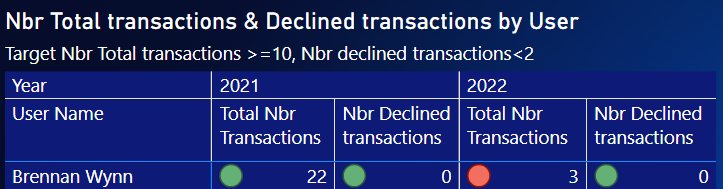 Nbr Total transactions & Declined transactions by User
Target Nbr Total transactions >=10, Nbr declined transactions<2
Year 2021 2022
User Name Total Nbr Transactions Nbr Declined transactions Total Nbr Transactions Nbr Declined transactions
Brennan Wynn 22 0 3 0